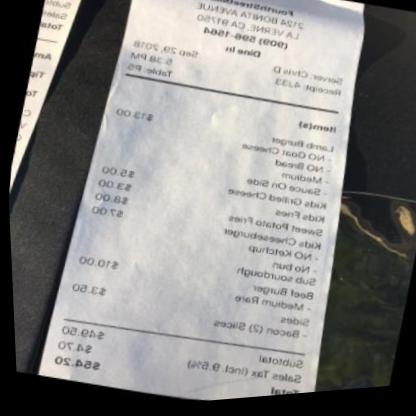 2124 BONITA AVENUE
LA VERNE, CA 91750
(909) 596-1564
Dine In
Server: Chris D Sep 29, 2018
Receipt: 4J33 5:38 PM
Table: P5
Item(s)
Lamb Burger $13.00
- NO Goat Cheese
- NO Bread
- Medium
- Sauce On Side
Kids Grilled Cheese $5.00
Fries $3.00
Sweet Potato Fries $8.00
Kids Cheeseburger $7.00
- NO Ketchup
- No bun
Sub sourdough
Beef Burger $10.00
- Medium Rare
Sides $3.50
- Bacon (2) Slices
Subtotal $49.50
Sales Tax (incl. 9.5%) $4.70
Total $54.20